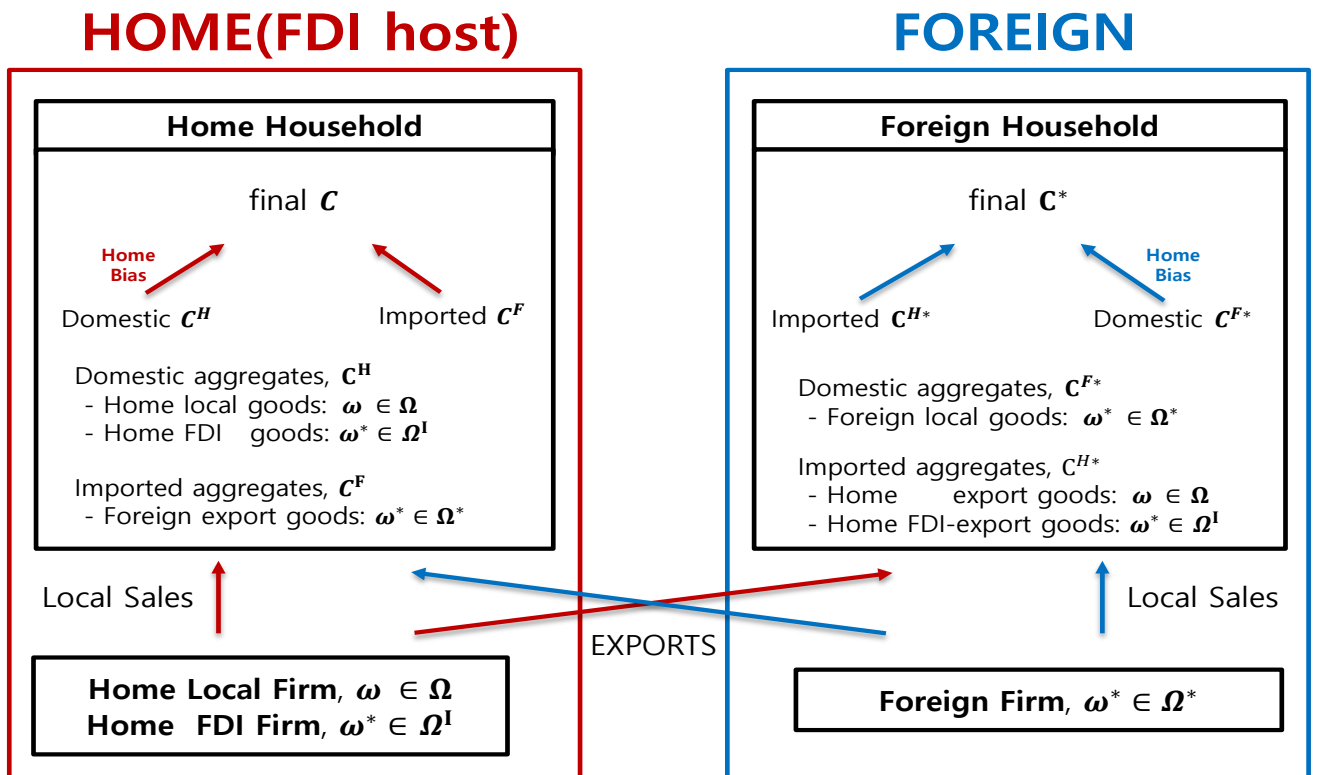 HOME(FDI host)
Home Household
final C
Home
Bias
Domestic C^H
Imported C^F
Domestic aggregates, C^H
- Home local goods: ω ∈ Ω
- Home FDI goods: ω* ∈ Ω^I
Imported aggregates, C^F
- Foreign export goods: ω* ∈ Ω*
Local Sales
Home Local Firm, ω ∈ Ω
Home FDI Firm, ω* ∈ Ω^I
EXPORTS
FOREIGN
Foreign Household
final C*
Home
Bias
Imported C^H*
Domestic C^F*
Domestic aggregates, C^F*
- Foreign local goods: ω* ∈ Ω*
Imported aggregates, C^H*
- Home export goods: ω ∈ Ω
- Home FDI-export goods: ω* ∈ Ω^I
Local Sales
Foreign Firm, ω* ∈ Ω*